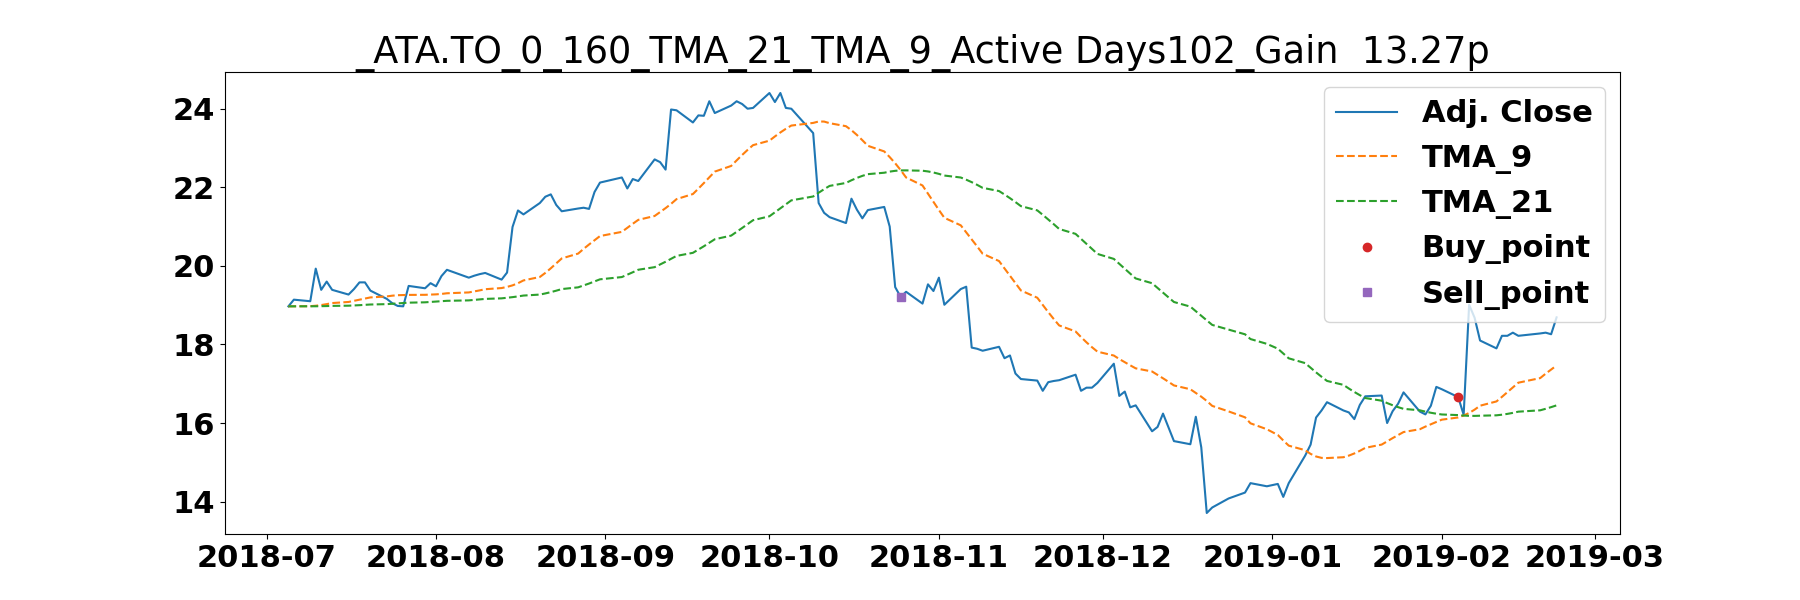 _ATA.TO_0_160_TMA_21_TMA_9_Active Days102_Gain  13.27p
24
22
20
18
16
14
Adj. Close
TMA_9
TMA_21
Buy_point
Sell_point
2018-07 2018-08 2018-09 2018-10 2018-11 2018-12 2019-01 2019-02 2019-03